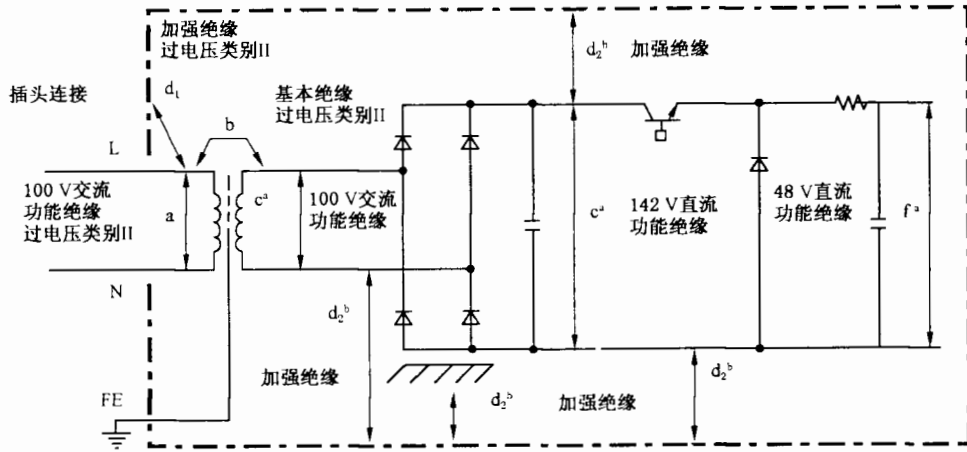 加强绝缘
过电压类别II
d₂ᵇ 加强绝缘
插头连接
d₁
基本绝缘
过电压类别II
b
L
100 V交流
功能绝缘
过电压类别II
a
cᵃ
100 V交流
功能绝缘
cᵃ
142 V直流
功能绝缘
48 V直流
功能绝缘
fᵃ
N
d₂ᵇ
加强绝缘
d₂ᵇ
加强绝缘
d₂ᵇ
FE